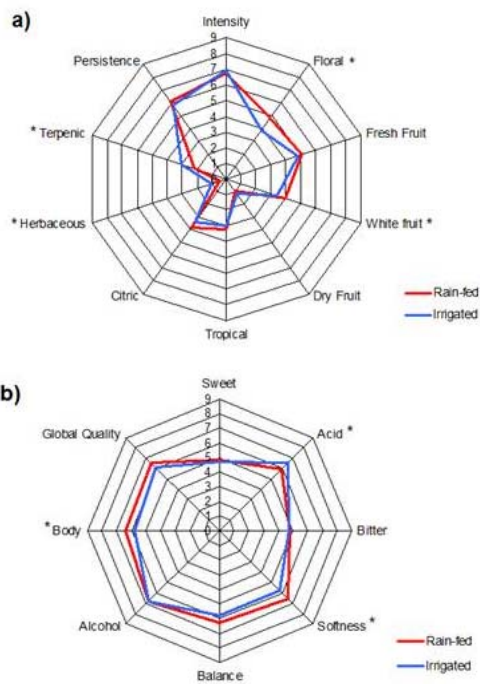 a)
Intensity
9
8
7
6
5
4
3
2
1
0
Persistence
Floral *
* Terpenic
Fresh Fruit
* Herbaceous
White fruit *
Citric
Dry Fruit
Tropical
Rain-fed
Irrigated
b)
Sweet
9
8
7
6
5
4
3
2
1
0
Global Quality
Acid *
* Body
Bitter
Alcohol
Softness *
Balance
Rain-fed
Irrigated